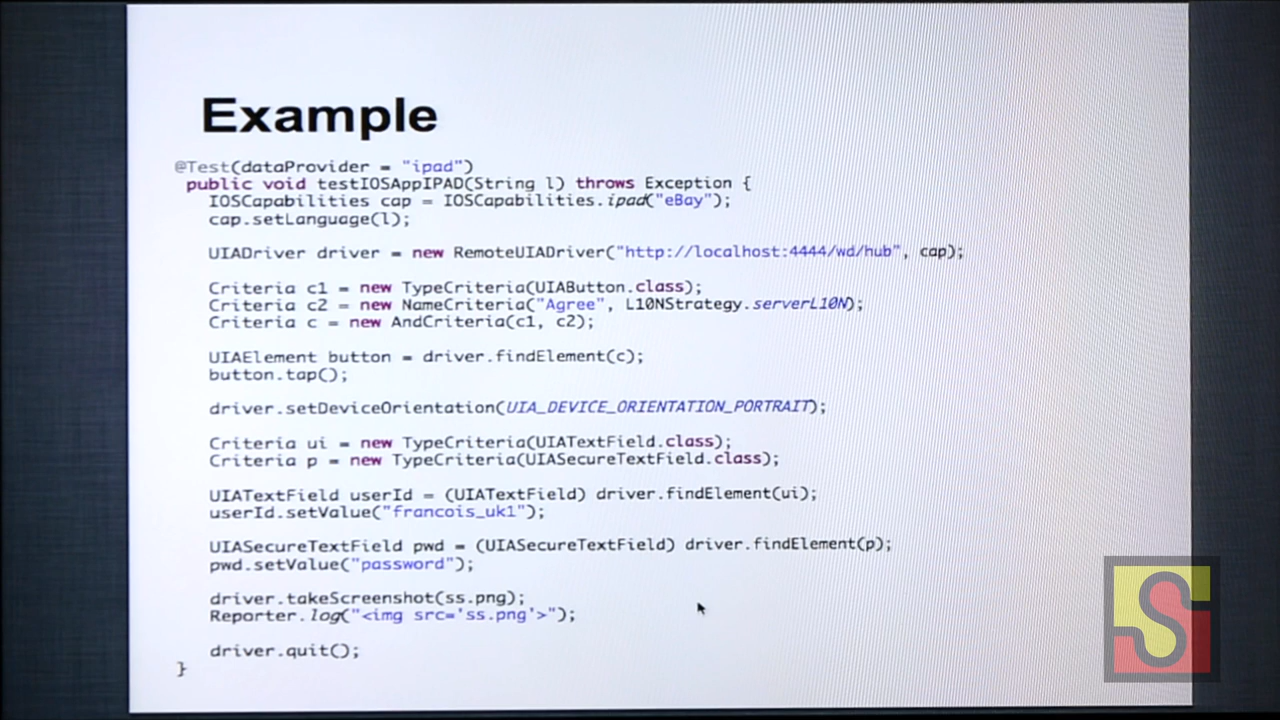 Example
@Test(dataProvider = "ipad")
public void testIOSAppIPAD(String l) throws Exception {
IOSCapabilities cap = IOSCapabilities.ipad("eBay");
cap.setLanguage(l);
UIADriver driver = new RemoteUIADriver("http://localhost:4444/wd/hub", cap);
Criteria c1 = new TypeCriteria(UIAButton.class);
Criteria c2 = new NameCriteria("Agree", L10NStrategy.serverL10N);
Criteria c = new AndCriteria(c1, c2);
UIAElement button = driver.findElement(c);
button.tap();
driver.setDeviceOrientation(UIA_DEVICE_ORIENTATION_PORTRAIT);
Criteria ui = new TypeCriteria(UIATextField.class);
Criteria p = new TypeCriteria(UIASecureTextField.class);
UIATextField userId = (UIATextField) driver.findElement(ui);
userId.setValue("francois_uk1");
UIASecureTextField pwd = (UIASecureTextField) driver.findElement(p);
pwd.setValue("password");
driver.takeScreenshot(ss.png);
Reporter.log("<img src='ss.png'>");
driver.quit();
}